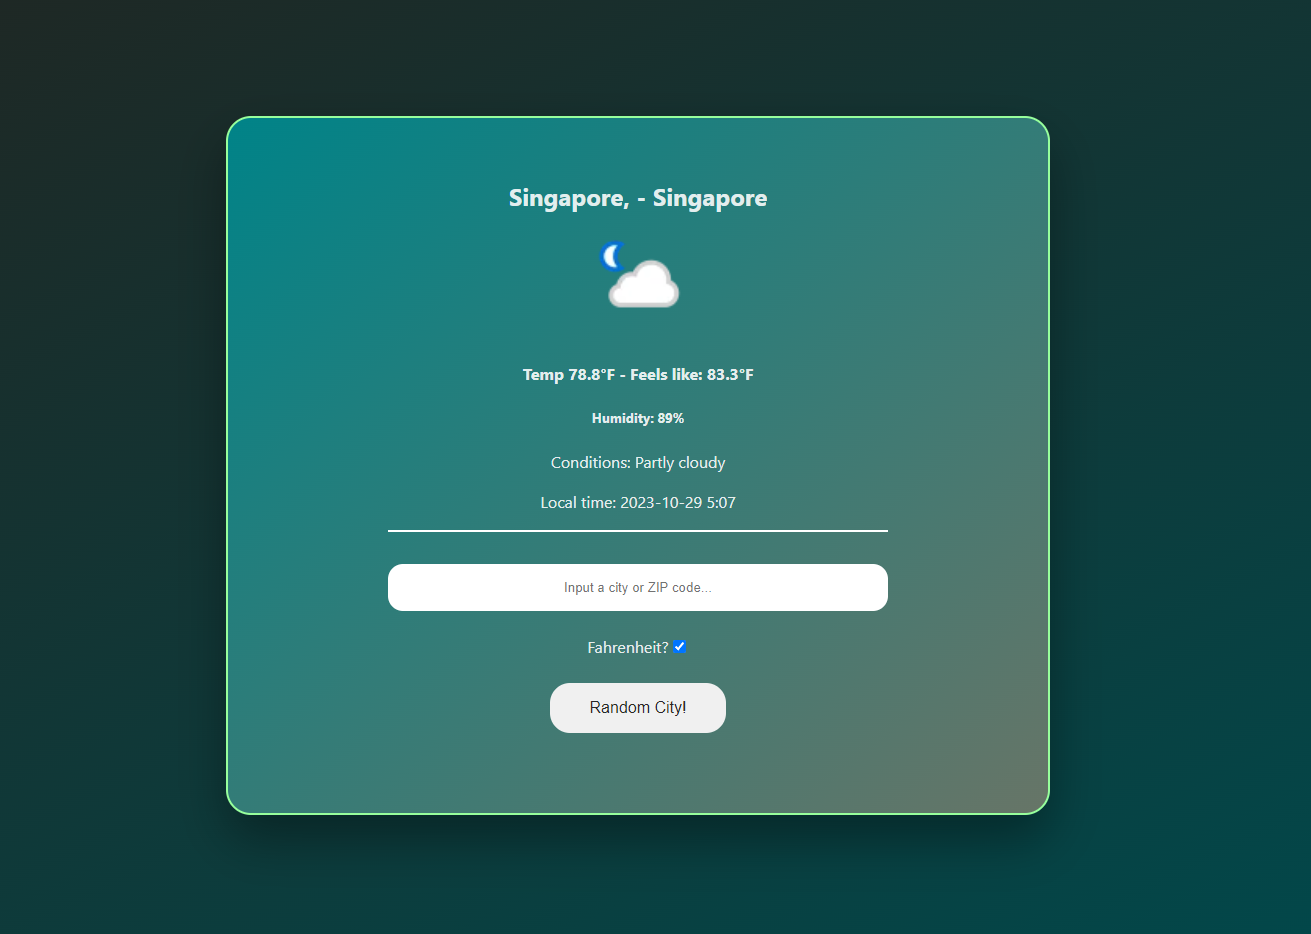 Singapore, - Singapore
Temp 78.8°F - Feels like: 83.3°F
Humidity: 89%
Conditions: Partly cloudy
Local time: 2023-10-29 5:07
Input a city or ZIP code...
Fahrenheit?
Random City!